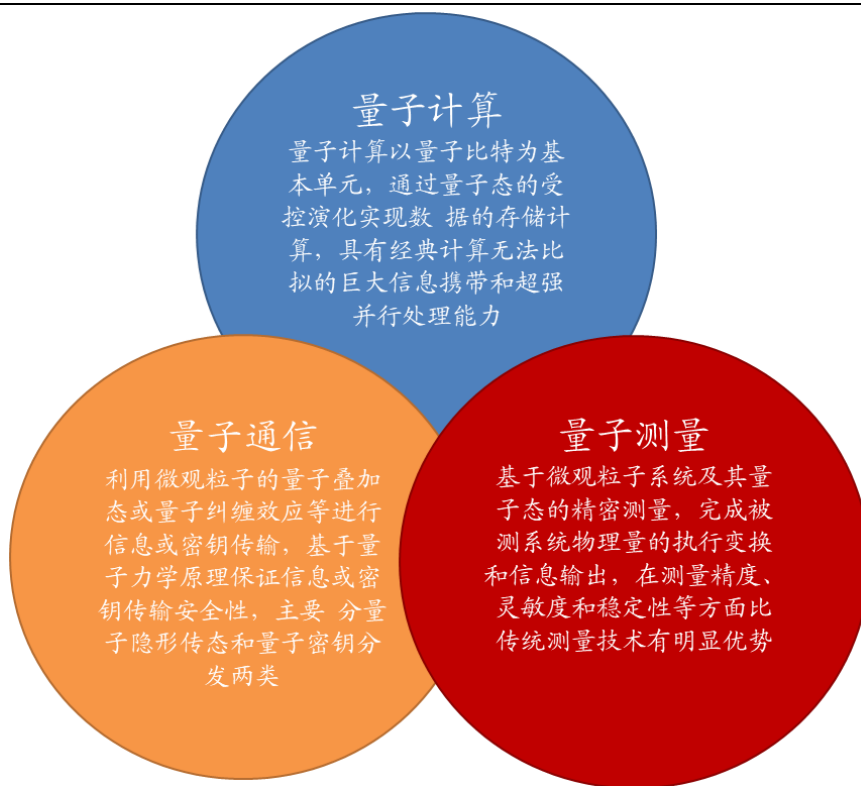 量子计算
量子计算以量子比特为基
本单元，通过量子态的受
控演化实现数 据的存储计
算，具有经典计算无法比
拟的巨大信息携带和超强
并行处理能力
量子通信
利用微观粒子的量子叠加
态或量子纠缠效应等进行
信息或密钥传输，基于量
子力学原理保证信息或密
钥传输安全性，主要 分量
子隐形传态和量子密钥分
发两类
量子测量
基于微观粒子系统及其量
子态的精密测量，完成被
测系统物理量的执行变换
和信息输出，在测量精度、
灵敏度和稳定性等方面比
传统测量技术有明显优势